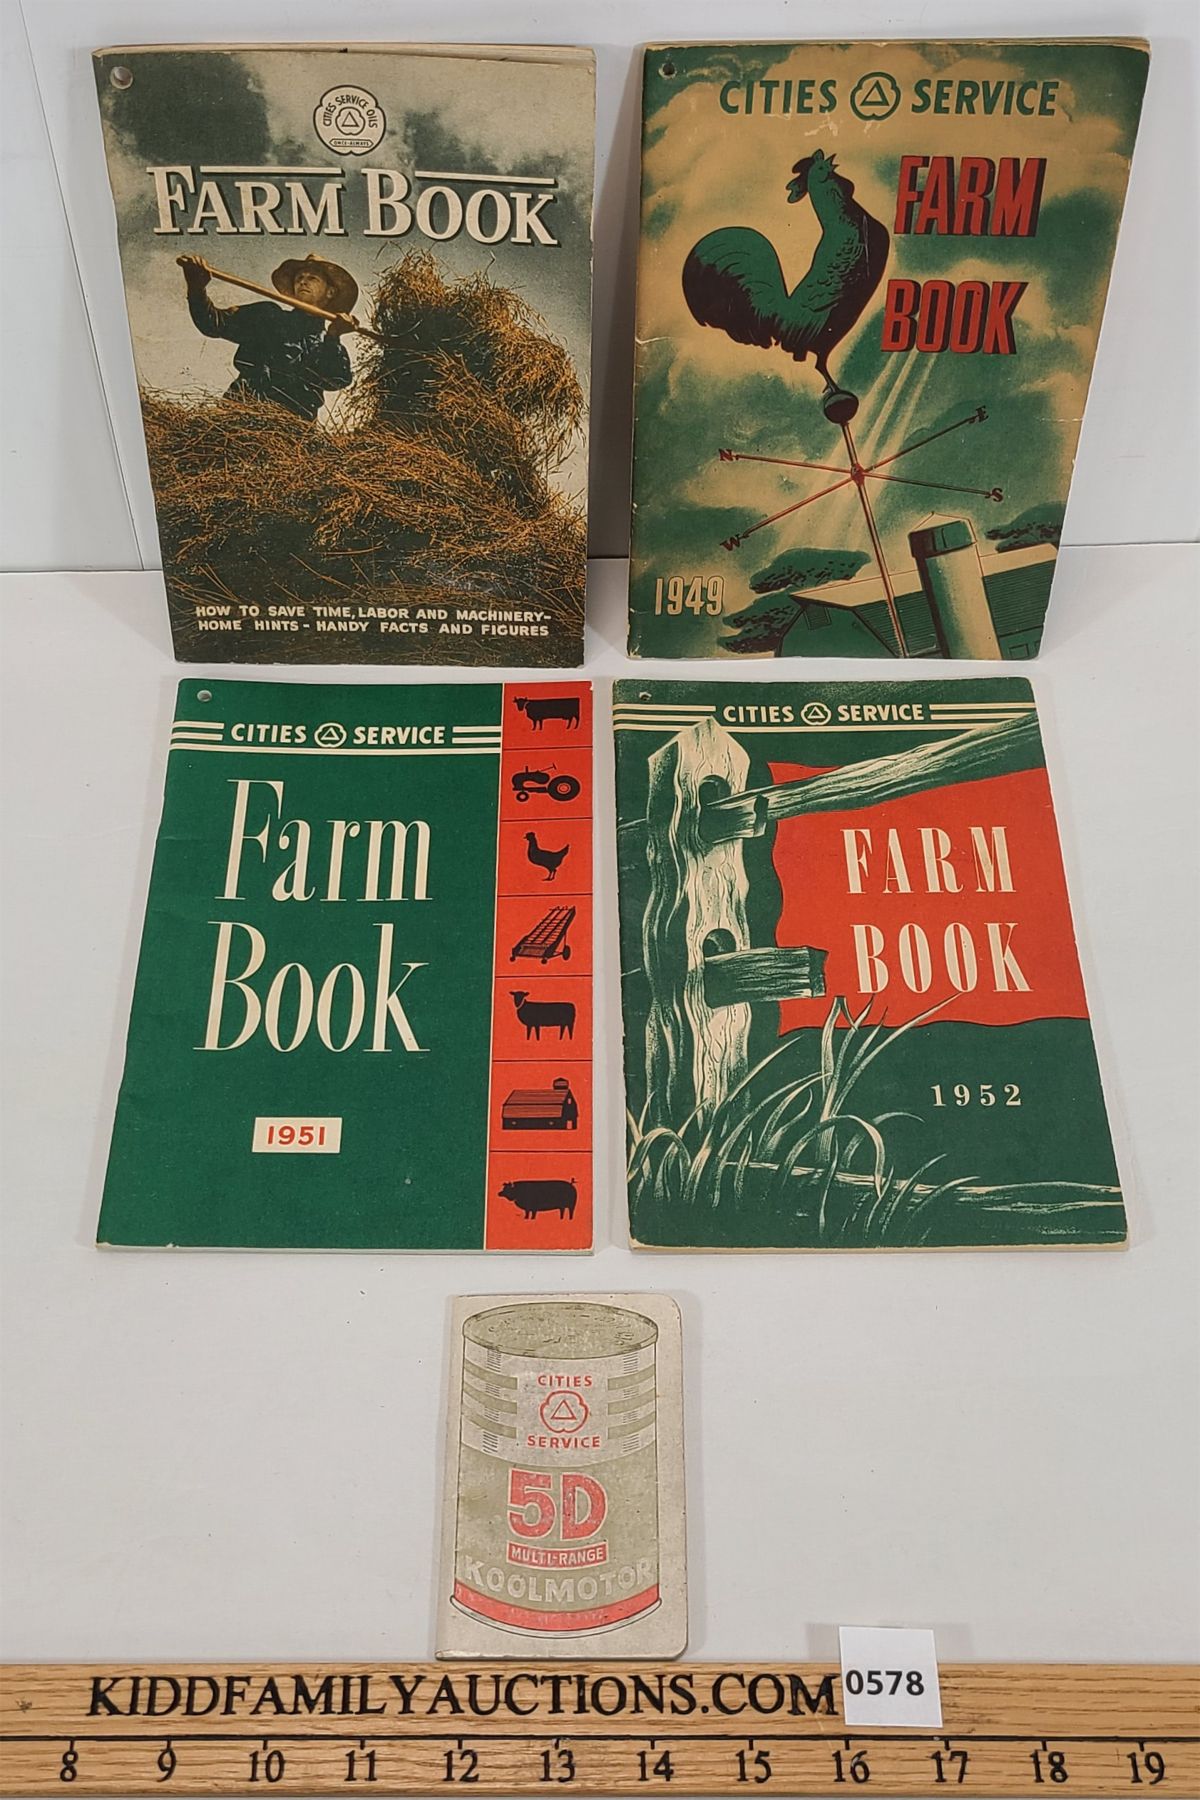 CITIES SERVICE OILS
ONCE-ALWAYS
FARM BOOK
HOW TO SAVE TIME, LABOR AND MACHINERY-
HOME HINTS - HANDY FACTS AND FIGURES
CITIES SERVICE
FARM
BOOK
N
E
S
W
1949
CITIES SERVICE
Farm
Book
1951
CITIES SERVICE
FARM
BOOK
1952
CITIES
SERVICE
5D
MULTI-RANGE
KOOLMOTOR
KIDDFAMILYAUCTIONS.COM
0578
8 9 10 11 12 13 14 15 16 17 18 19